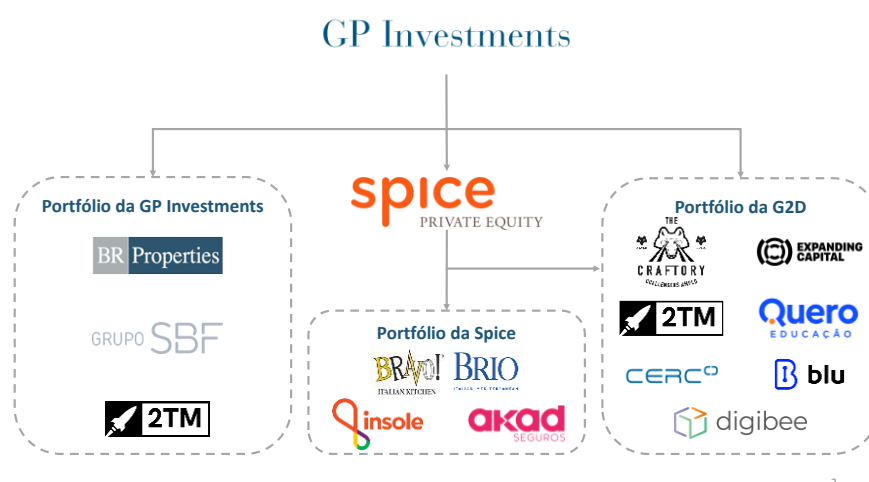 GP Investments
spice
PRIVATE EQUITY
Portfólio da GP Investments
BR Properties
GRUPO SBF
2TM
Portfólio da Spice
BRAVO!
ITALIAN KITCHEN
BRIO
insole
akad
SEGUROS
Portfólio da G2D
THE
CRAFTORY
EXPANDING
CAPITAL
2TM
Quero
EDUCAÇÃO
CERC
blu
digibee